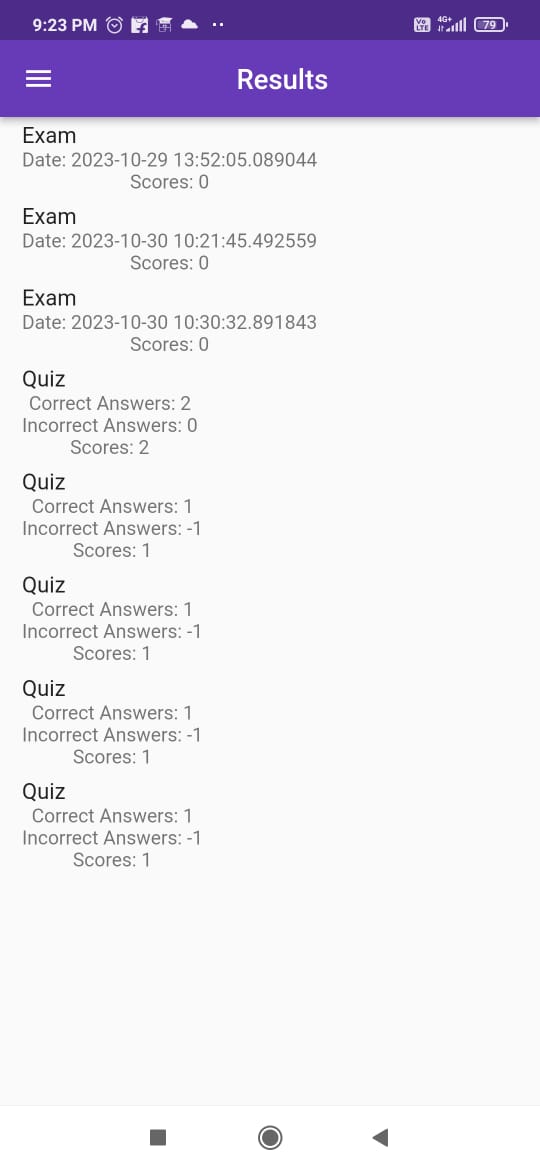 9:23 PM
Vo LTE 4G+ 79
Results
Exam
Date: 2023-10-29 13:52:05.089044
Scores: 0
Exam
Date: 2023-10-30 10:21:45.492559
Scores: 0
Exam
Date: 2023-10-30 10:30:32.891843
Scores: 0
Quiz
Correct Answers: 2
Incorrect Answers: 0
Scores: 2
Quiz
Correct Answers: 1
Incorrect Answers: -1
Scores: 1
Quiz
Correct Answers: 1
Incorrect Answers: -1
Scores: 1
Quiz
Correct Answers: 1
Incorrect Answers: -1
Scores: 1
Quiz
Correct Answers: 1
Incorrect Answers: -1
Scores: 1